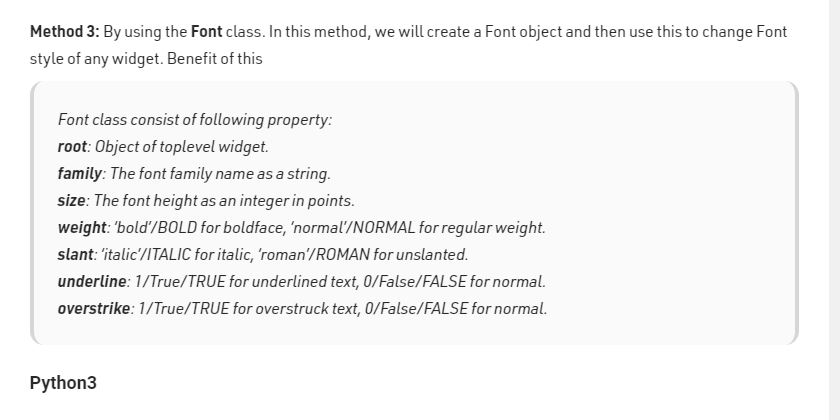 Method 3: By using the Font class. In this method, we will create a Font object and then use this to change Font
style of any widget. Benefit of this
Font class consist of following property:
root: Object of toplevel widget.
family: The font family name as a string.
size: The font height as an integer in points.
weight: ‘bold’/BOLD for boldface, ‘normal’/NORMAL for regular weight.
slant: ‘italic’/ITALIC for italic, ‘roman’/ROMAN for unslanted.
underline: 1/True/TRUE for underlined text, 0/False/FALSE for normal.
overstrike: 1/True/TRUE for overstruck text, 0/False/FALSE for normal.
Python3